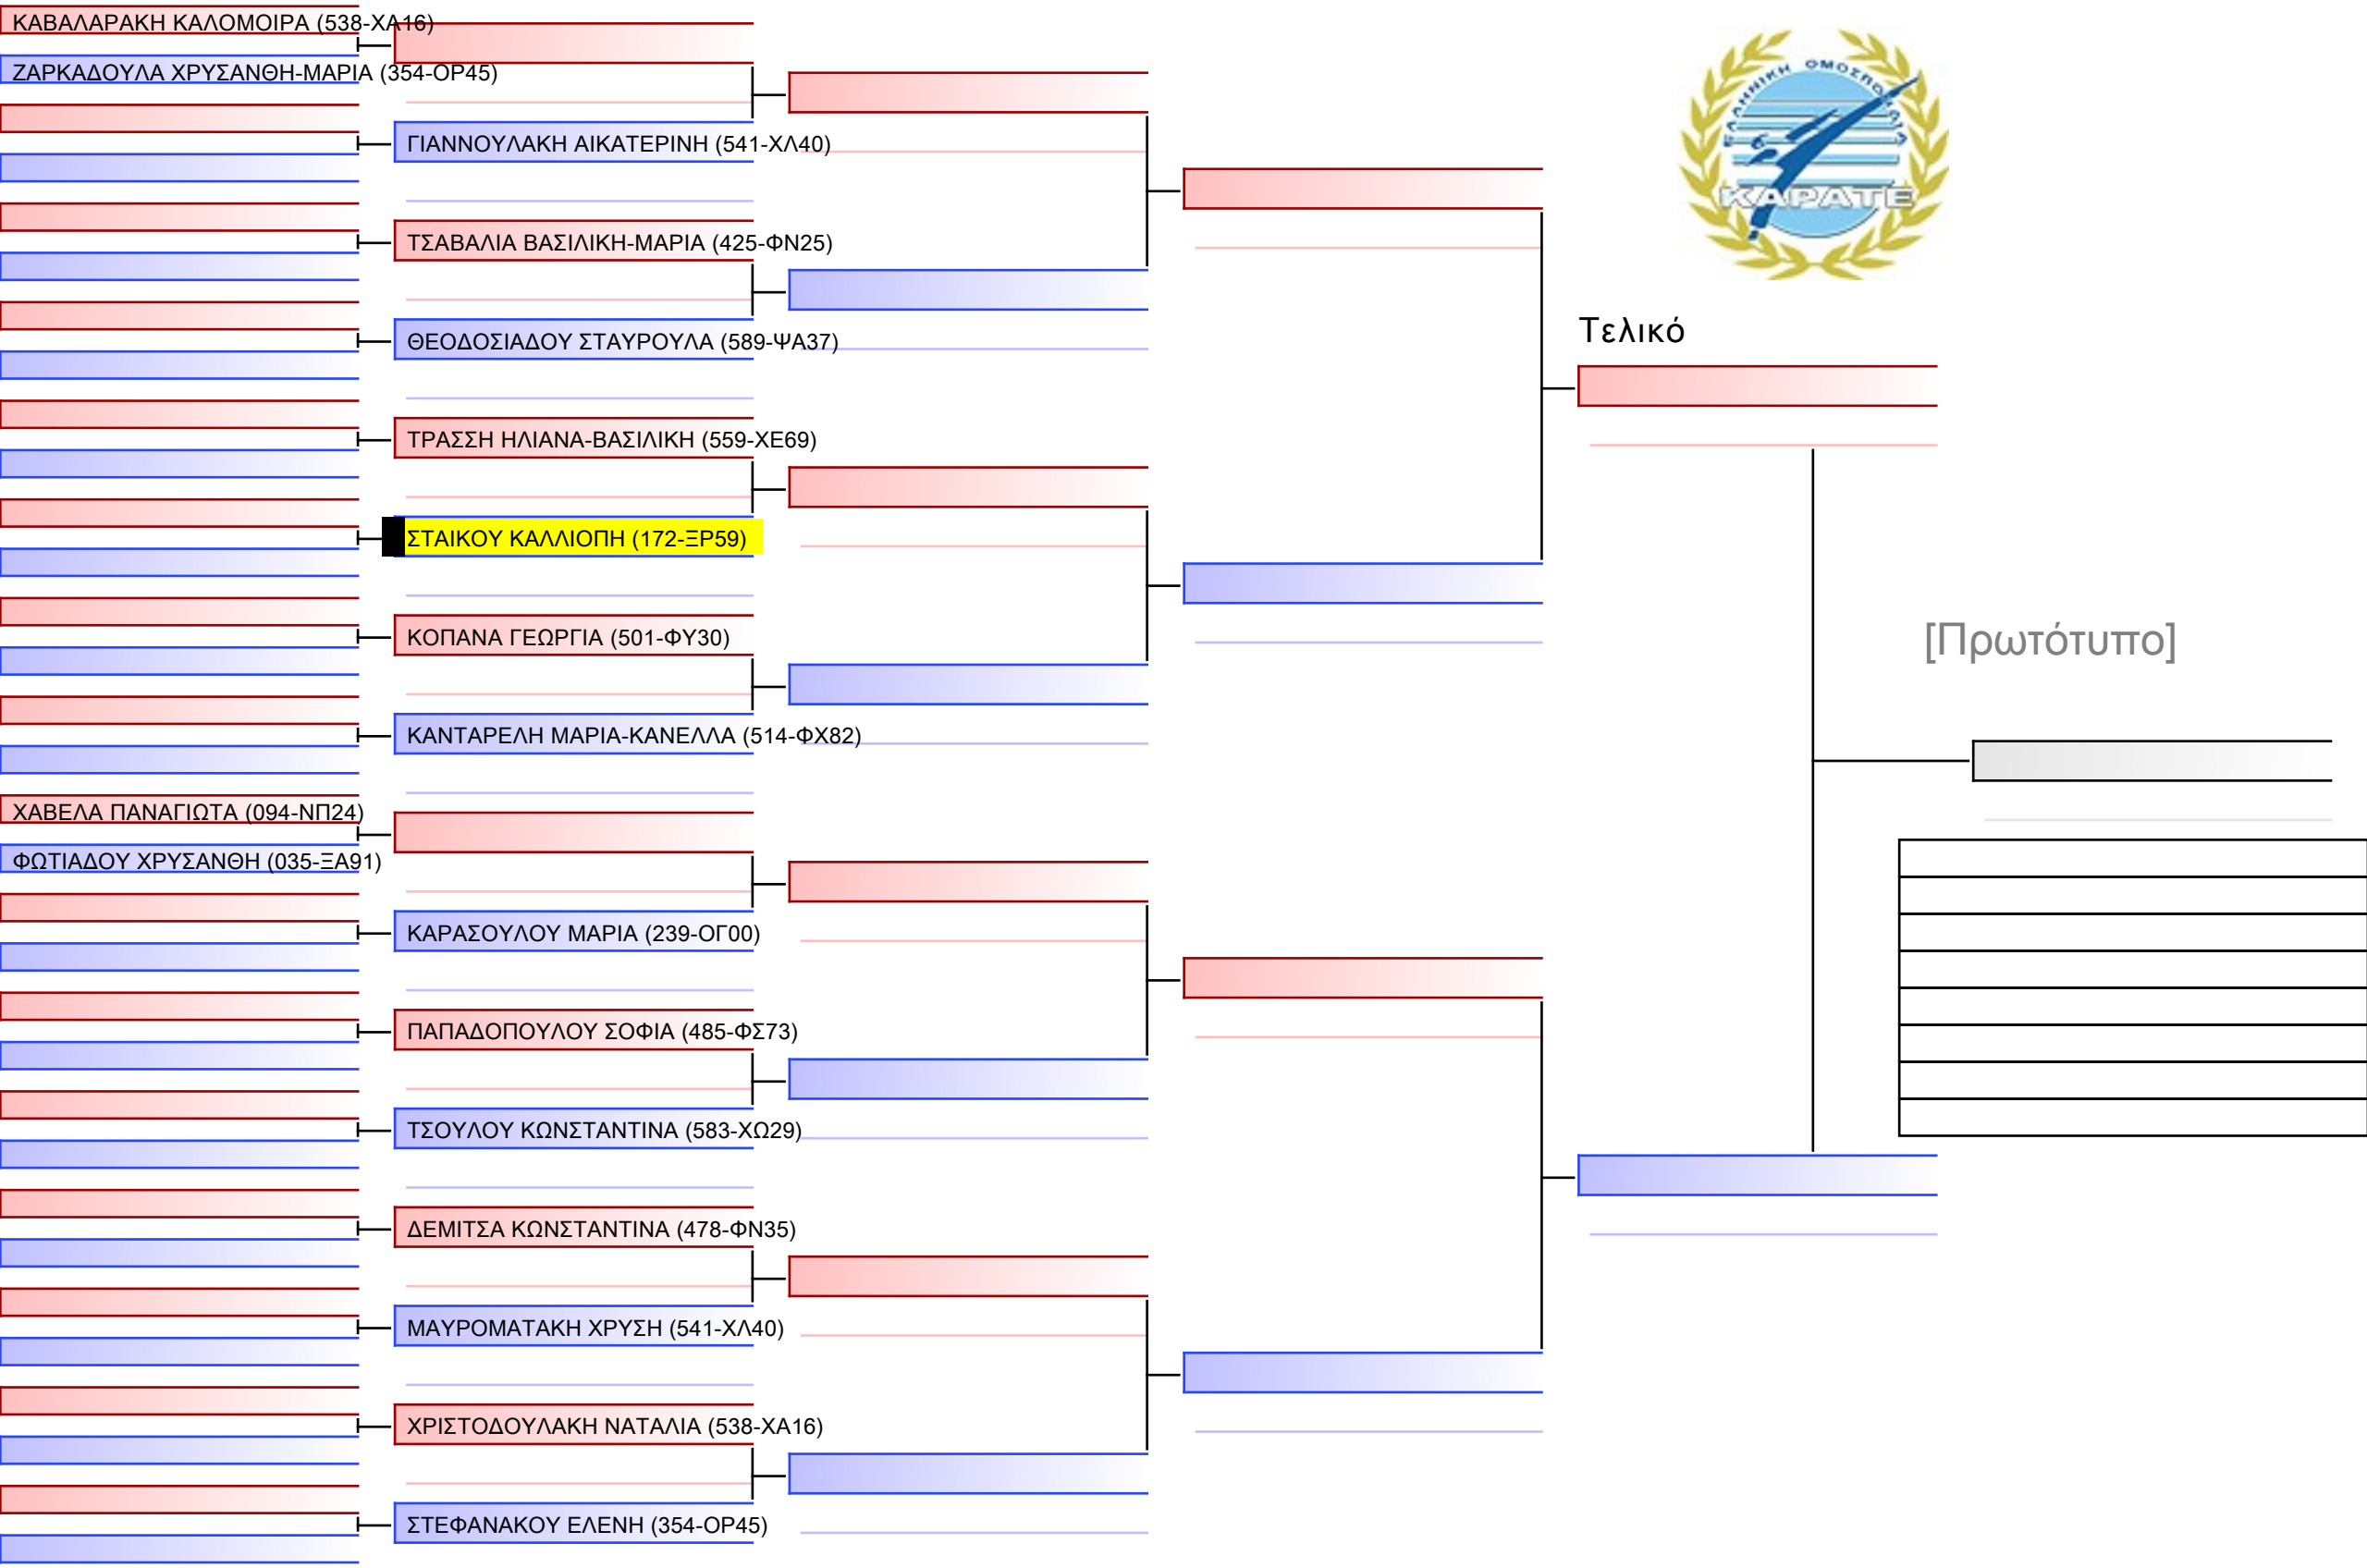 ΚΑΒΑΛΑΡΑΚΗ ΚΑΛΟΜΟΙΡΑ (538-ΧΑ16)
ΖΑΡΚΑΔΟΥΛΑ ΧΡΥΣΑΝΘΗ-ΜΑΡΙΑ (354-ΟΡ45)
ΓΙΑΝΝΟΥΛΑΚΗ ΑΙΚΑΤΕΡΙΝΗ (541-ΧΛ40)
ΤΣΑΒΑΛΙΑ ΒΑΣΙΛΙΚΗ-ΜΑΡΙΑ (425-ΦΝ25)
ΘΕΟΔΟΣΙΑΔΟΥ ΣΤΑΥΡΟΥΛΑ (589-ΨΑ37)
ΤΡΑΣΣΗ ΗΛΙΑΝΑ-ΒΑΣΙΛΙΚΗ (559-ΧΕ69)
ΣΤΑΙΚΟΥ ΚΑΛΛΙΟΠΗ (172-ΞΡ59)
ΚΟΠΑΝΑ ΓΕΩΡΓΙΑ (501-ΦΥ30)
ΚΑΝΤΑΡΕΛΗ ΜΑΡΙΑ-ΚΑΝΕΛΛΑ (514-ΦΧ82)
ΧΑΒΕΛΑ ΠΑΝΑΓΙΩΤΑ (094-ΝΠ24)
ΦΩΤΙΑΔΟΥ ΧΡΥΣΑΝΘΗ (035-ΞΑ91)
ΚΑΡΑΣΟΥΛΟΥ ΜΑΡΙΑ (239-ΟΓ00)
ΠΑΠΑΔΟΠΟΥΛΟΥ ΣΟΦΙΑ (485-ΦΣ73)
ΤΣΟΥΛΟΥ ΚΩΝΣΤΑΝΤΙΝΑ (583-ΧΩ29)
ΔΕΜΙΤΣΑ ΚΩΝΣΤΑΝΤΙΝΑ (478-ΦΝ35)
ΜΑΥΡΟΜΑΤΑΚΗ ΧΡΥΣΗ (541-ΧΛ40)
ΧΡΙΣΤΟΔΟΥΛΑΚΗ ΝΑΤΑΛΙΑ (538-ΧΑ16)
ΣΤΕΦΑΝΑΚΟΥ ΕΛΕΝΗ (354-ΟΡ45)
ΕΛΛΗΝΙΚΗ ΟΜΟΣΠΟΝΔΙΑ
ΚΑΡΑΤΕ
Τελικό
[Πρωτότυπο]